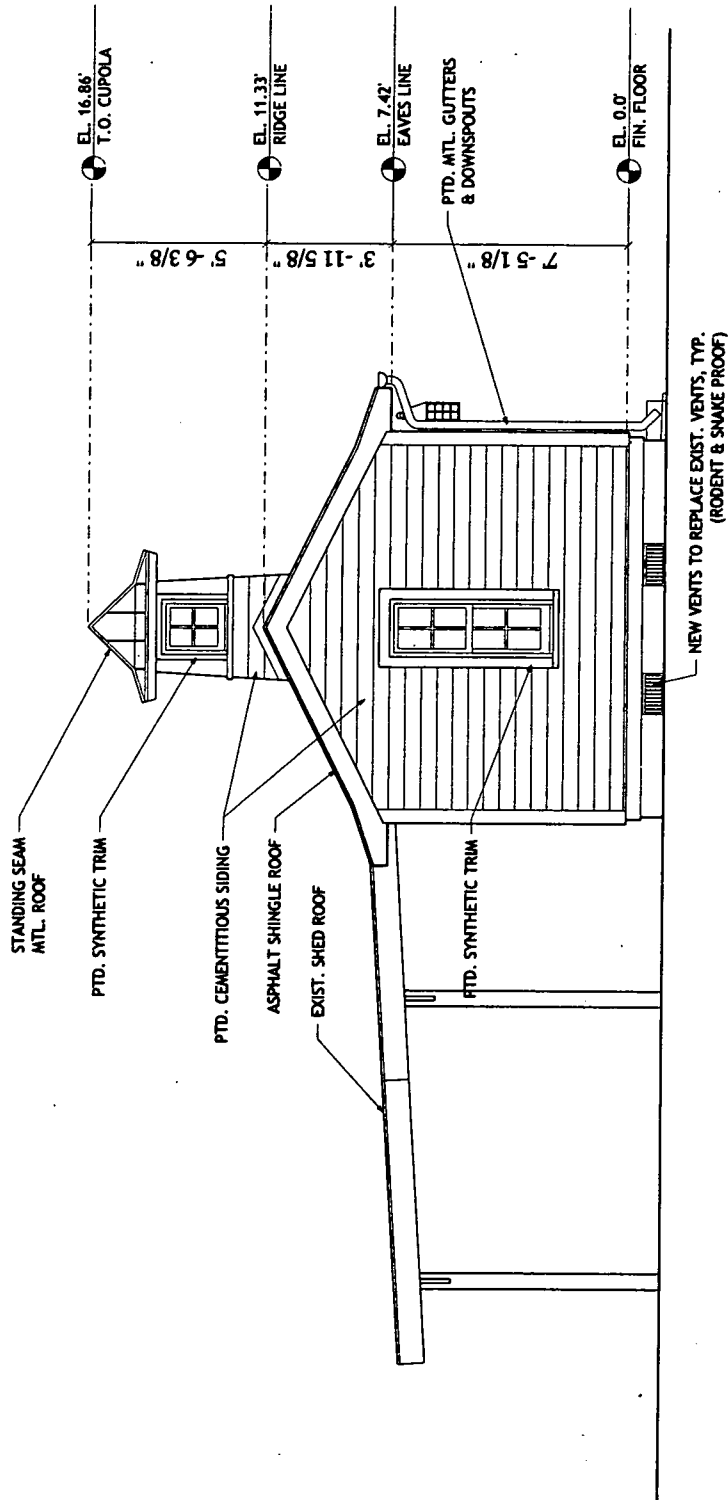 STANDING SEAM
MTL. ROOF
PTD. SYNTHETIC TRIM
PTD. CEMENTITIOUS SIDING
ASPHALT SHINGLE ROOF
EXIST. SHED ROOF
PTD. SYNTHETIC TRIM
EL. 16.86'
T.O. CUPOLA
5'-6 3/8"
EL. 11.33'
RIDGE LINE
3'-11 5/8"
EL. 7.42'
EAVES LINE
7'-5 1/8"
PTD. MTL. GUTTERS
& DOWNSPOUTS
EL. 0.0'
FIN. FLOOR
NEW VENTS TO REPLACE EXIST. VENTS, TYP.
(RODENT & SNAKE PROOF)